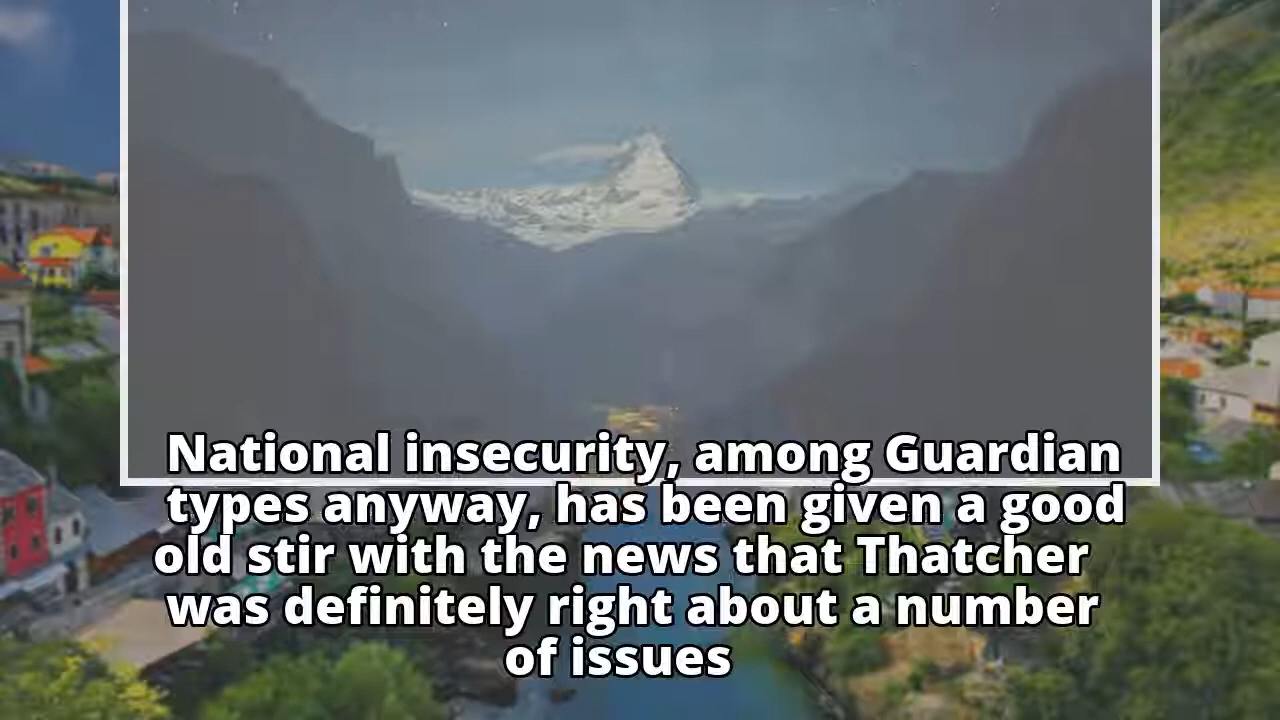 National insecurity, among Guardian
types anyway, has been given a good
old stir with the news that Thatcher
was definitely right about a number
of issues